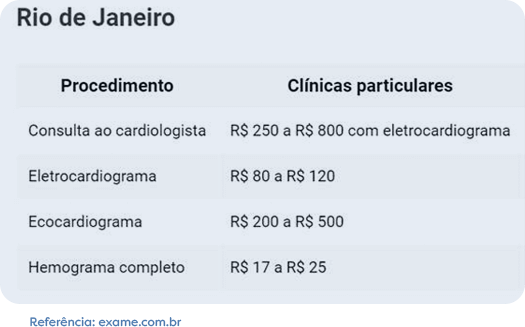 Rio de Janeiro
Procedimento Clínicas particulares
Consulta ao cardiologista R$ 250 a R$ 800 com eletrocardiograma
Eletrocardiograma R$ 80 a R$ 120
Ecocardiograma R$ 200 a R$ 500
Hemograma completo R$ 17 a R$ 25
Referência: exame.com.br